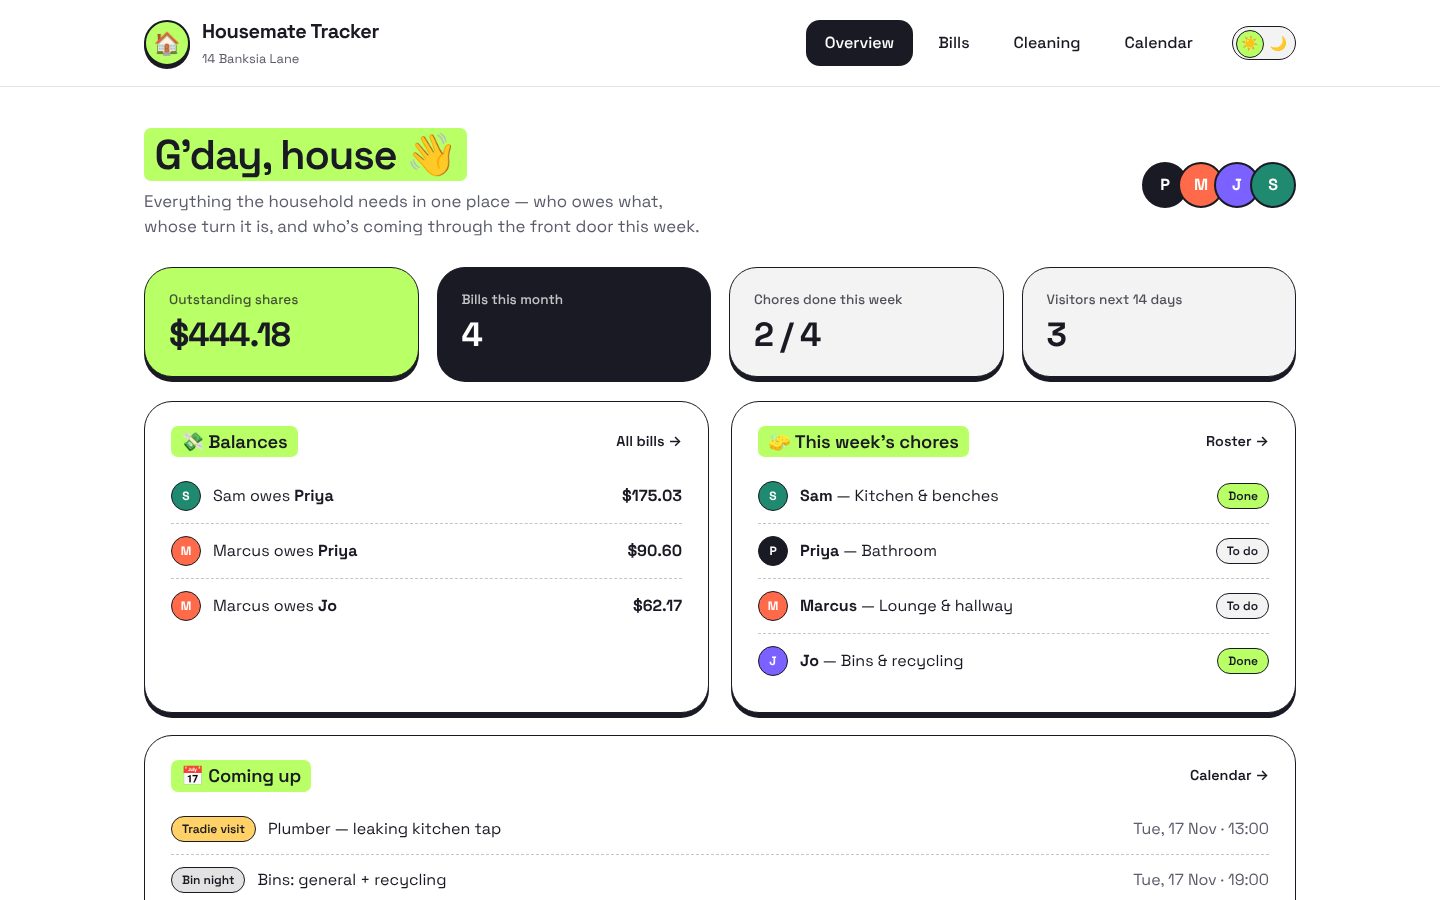 🏠 Housemate Tracker
14 Banksia Lane
Overview Bills Cleaning Calendar ☀️ 🌙
G’day, house 👋
Everything the household needs in one place — who owes what,
whose turn it is, and who’s coming through the front door this week.
P M J S
Outstanding shares
$444.18
Bills this month
4
Chores done this week
2 / 4
Visitors next 14 days
3
💸 Balances
All bills →
S Sam owes Priya $175.03
M Marcus owes Priya $90.60
M Marcus owes Jo $62.17
🧽 This week’s chores
Roster →
S Sam — Kitchen & benches Done
P Priya — Bathroom To do
M Marcus — Lounge & hallway To do
J Jo — Bins & recycling Done
📅 Coming up
Calendar →
Tradie visit Plumber — leaking kitchen tap Tue, 17 Nov · 13:00
Bin night Bins: general + recycling Tue, 17 Nov · 19:00